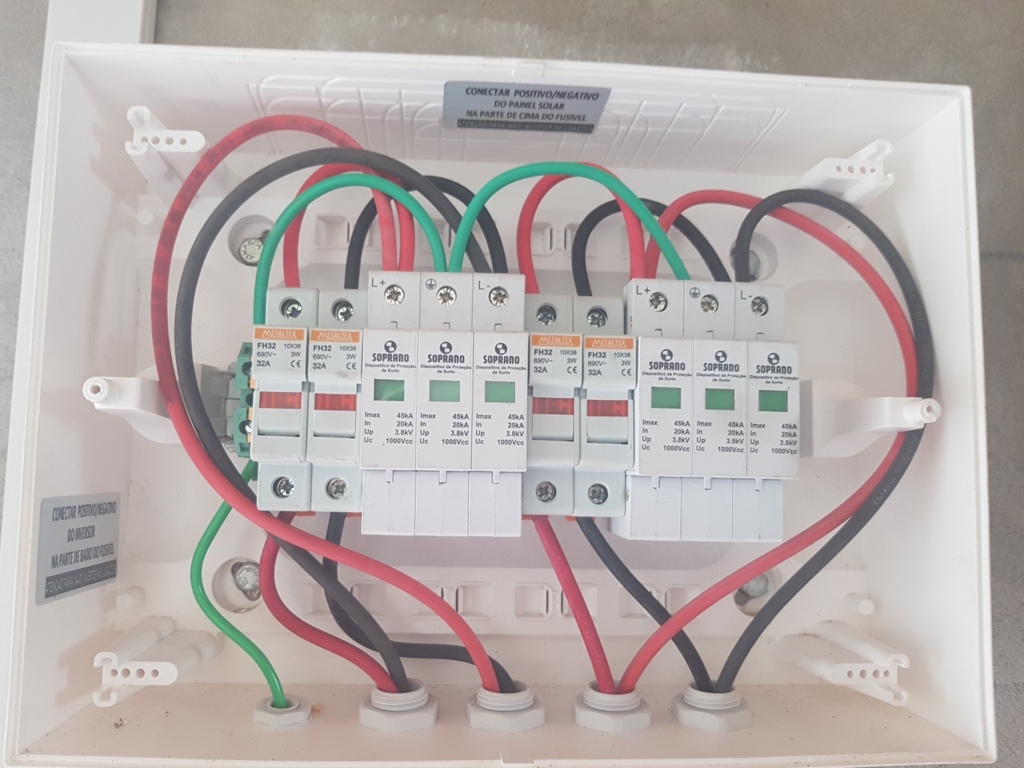 CONECTAR POSITIVO/NEGATIVO
DO PAINEL SOLAR
NA PARTE DE CIMA DO FUSÍVEL
L+
L-
L+
L-
METALTEX
FH32 10X38
690V~ 3W
32A CE
METALTEX
FH32 10X38
690V~ 3W
32A CE
SOPRANO
Dispositivo de Proteção
de Surto
Imax 45kA
In 20kA
Up 3.8kV
Uc 1000Vcc
SOPRANO
Dispositivo de Proteção
de Surto
Imax 45kA
In 20kA
Up 3.8kV
Uc 1000Vcc
SOPRANO
Dispositivo de Proteção
de Surto
Imax 45kA
In 20kA
Up 3.8kV
Uc 1000Vcc
METALTEX
FH32 10X38
690V~ 3W
32A CE
METALTEX
FH32 10X38
690V~ 3W
32A CE
SOPRANO
Dispositivo de Proteção
de Surto
Imax 45kA
In 20kA
Up 3.8kV
Uc 1000Vcc
SOPRANO
Dispositivo de Proteção
de Surto
Imax 45kA
In 20kA
Up 3.8kV
Uc 1000Vcc
SOPRANO
Dispositivo de Proteção
de Surto
Imax 45kA
In 20kA
Up 3.8kV
Uc 1000Vcc
CONECTAR POSITIVO/NEGATIVO
DO INVERSOR
NA PARTE DE BAIXO DO FUSÍVEL